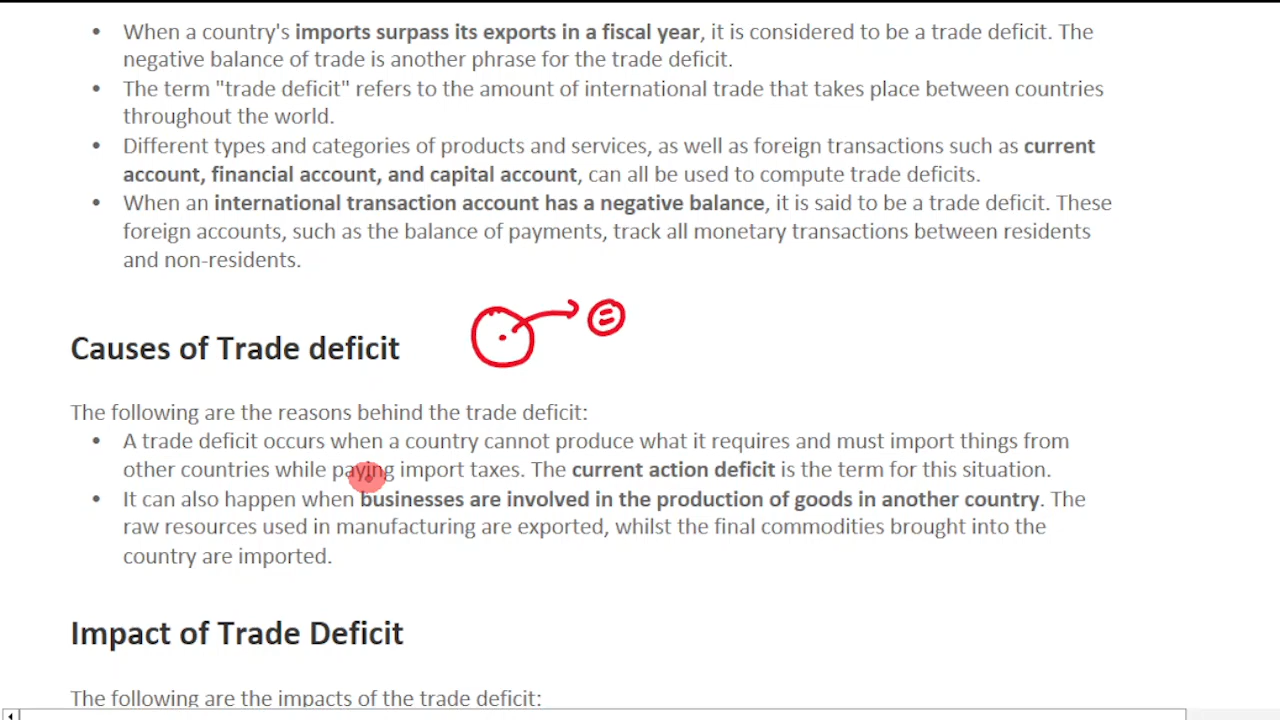 • When a country's imports surpass its exports in a fiscal year, it is considered to be a trade deficit. The
negative balance of trade is another phrase for the trade deficit.
• The term "trade deficit" refers to the amount of international trade that takes place between countries
throughout the world.
• Different types and categories of products and services, as well as foreign transactions such as current
account, financial account, and capital account, can all be used to compute trade deficits.
• When an international transaction account has a negative balance, it is said to be a trade deficit. These
foreign accounts, such as the balance of payments, track all monetary transactions between residents
and non-residents.
Causes of Trade deficit
The following are the reasons behind the trade deficit:
• A trade deficit occurs when a country cannot produce what it requires and must import things from
other countries while paying import taxes. The current action deficit is the term for this situation.
• It can also happen when businesses are involved in the production of goods in another country. The
raw resources used in manufacturing are exported, whilst the final commodities brought into the
country are imported.
Impact of Trade Deficit
The following are the impacts of the trade deficit: